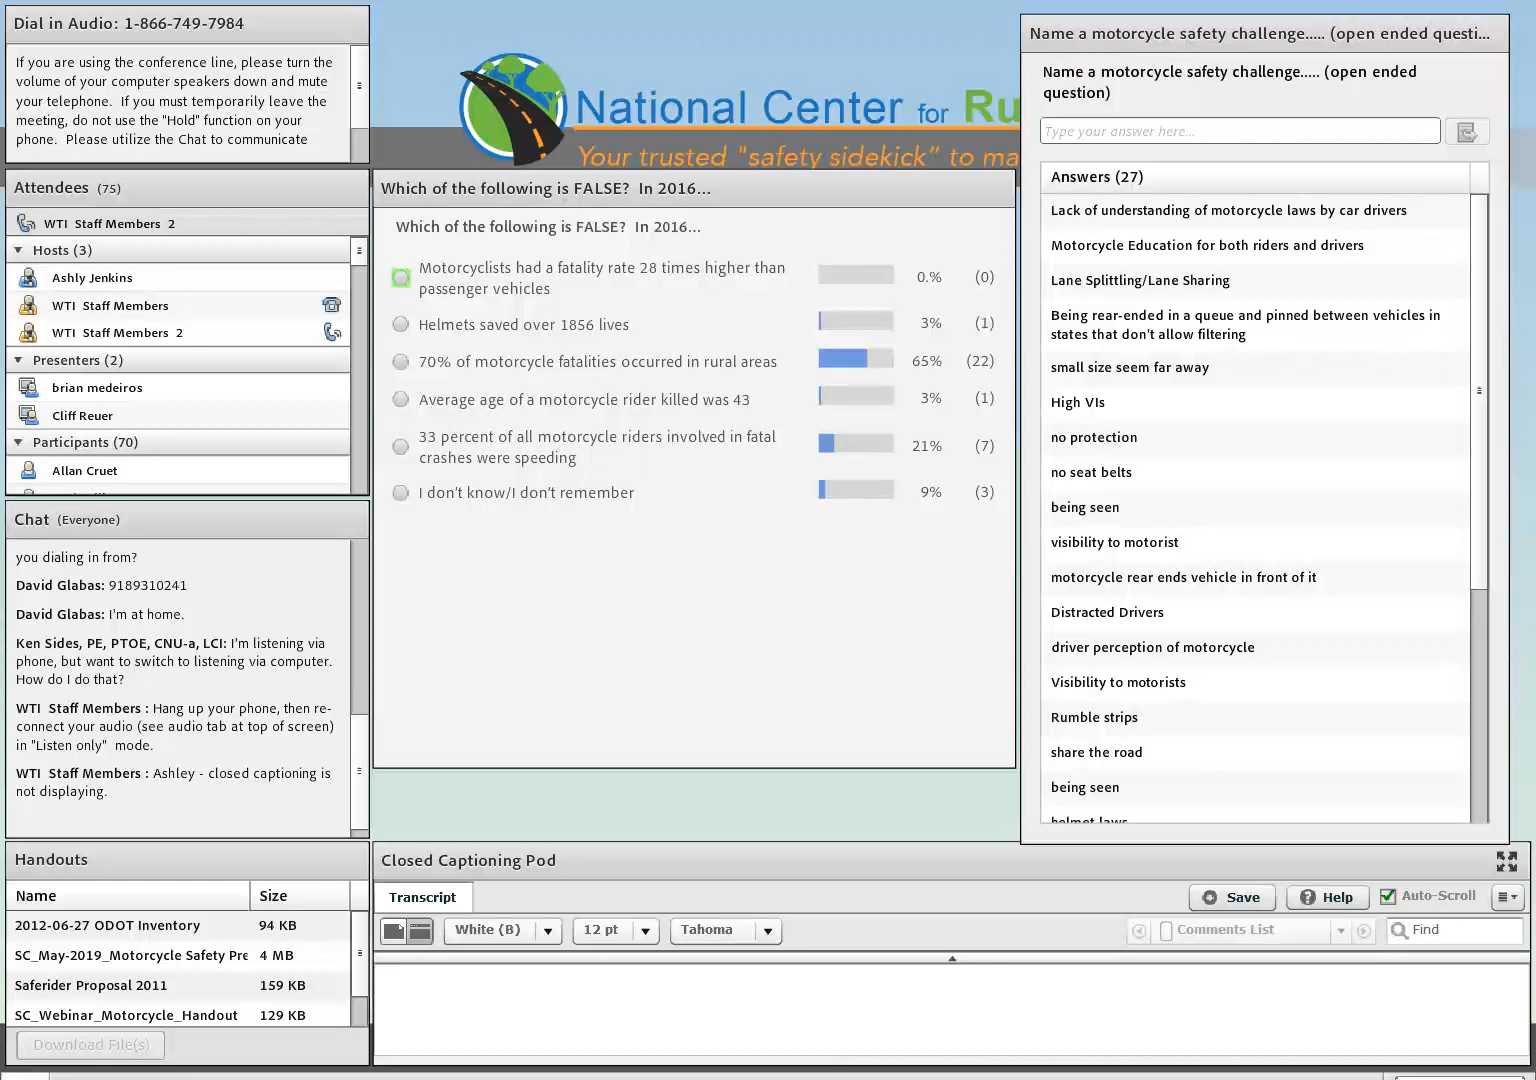 Dial in Audio: 1-866-749-7984
If you are using the conference line, please turn the
volume of your computer speakers down and mute
your telephone.  If you must temporarily leave the
meeting, do not use the "Hold" function on your
phone.  Please utilize the Chat to communicate
Attendees (75)
WTI  Staff Members  2
Hosts (3)
Ashly Jenkins
WTI  Staff Members
WTI  Staff Members  2
Presenters (2)
brian medeiros
Cliff Reuer
Participants (70)
Allan Cruet
Chat (Everyone)
you dialing in from?
David Glabas: 9189310241
David Glabas: I'm at home.
Ken Sides, PE, PTOE, CNU-a, LCI: I'm listening via
phone, but want to switch to listening via computer.
How do I do that?
WTI  Staff Members : Hang up your phone, then re-
connect your audio (see audio tab at top of screen)
in "Listen only"  mode.
WTI  Staff Members : Ashley - closed captioning is
not displaying.
Handouts
Name Size
2012-06-27 ODOT Inventory 94 KB
SC_May-2019_Motorcycle Safety Pre 4 MB
Saferider Proposal 2011 159 KB
SC_Webinar_Motorcycle_Handout 129 KB
Download File(s)
National Center for Ru
Your trusted "safety sidekick" to ma
Which of the following is FALSE?  In 2016...
Which of the following is FALSE?  In 2016...
Motorcyclists had a fatality rate 28 times higher than
passenger vehicles 0.% (0)
Helmets saved over 1856 lives 3% (1)
70% of motorcycle fatalities occurred in rural areas 65% (22)
Average age of a motorcycle rider killed was 43 3% (1)
33 percent of all motorcycle riders involved in fatal
crashes were speeding 21% (7)
I don't know/I don't remember 9% (3)
Name a motorcycle safety challenge..... (open ended questi...
Name a motorcycle safety challenge..... (open ended
question)
Type your answer here...
Answers (27)
Lack of understanding of motorcycle laws by car drivers
Motorcycle Education for both riders and drivers
Lane Splittling/Lane Sharing
Being rear-ended in a queue and pinned between vehicles in
states that don't allow filtering
small size seem far away
High VIs
no protection
no seat belts
being seen
visibility to motorist
motorcycle rear ends vehicle in front of it
Distracted Drivers
driver perception of motorcycle
Visibility to motorists
Rumble strips
share the road
being seen
helmet laws
Closed Captioning Pod
Transcript Save Help Auto-Scroll
White (B) 12 pt Tahoma Comments List Find